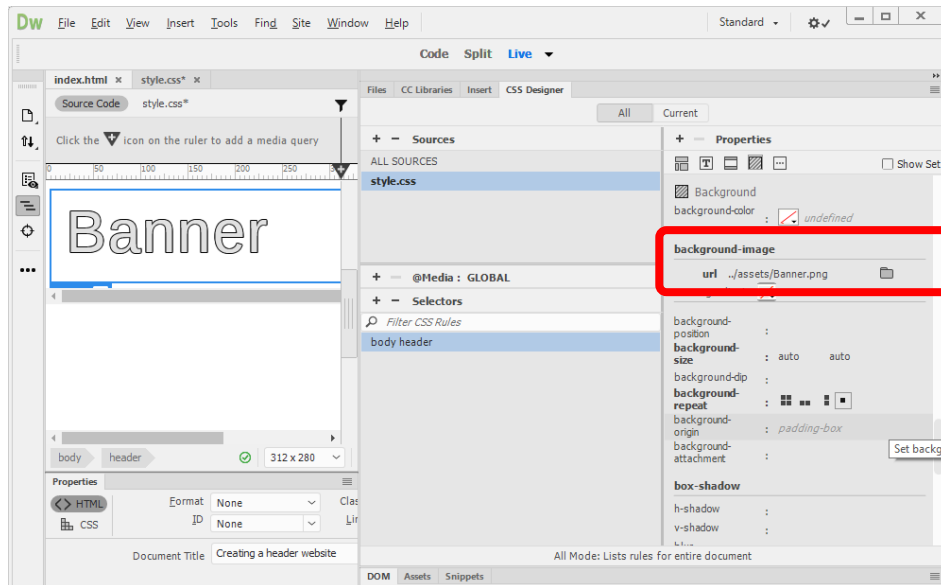 Dw File Edit View Insert Tools Find Site Window Help Standard
Code Split Live
index.html style.css*
Source Code style.css*
Click the icon on the ruler to add a media query
0 50 100 150 200 250
Banner
body header 312 x 280
Properties
HTML Format None Clas
CSS ID None Lir
Document Title Creating a header website
Files CC Libraries Insert CSS Designer
All Current
+ - Sources
ALL SOURCES
style.css
+ - @Media : GLOBAL
+ - Selectors
Filter CSS Rules
body header
+ - Properties
Show Set
Background
background-color : undefined
background-image
url ../assets/Banner.png
background-
position :
background-
size : auto auto
background-clip :
background-
repeat :
background-
origin : padding-box
background-
attachment :
Set backg
box-shadow
h-shadow :
v-shadow :
All Mode: Lists rules for entire document
DOM Assets Snippets